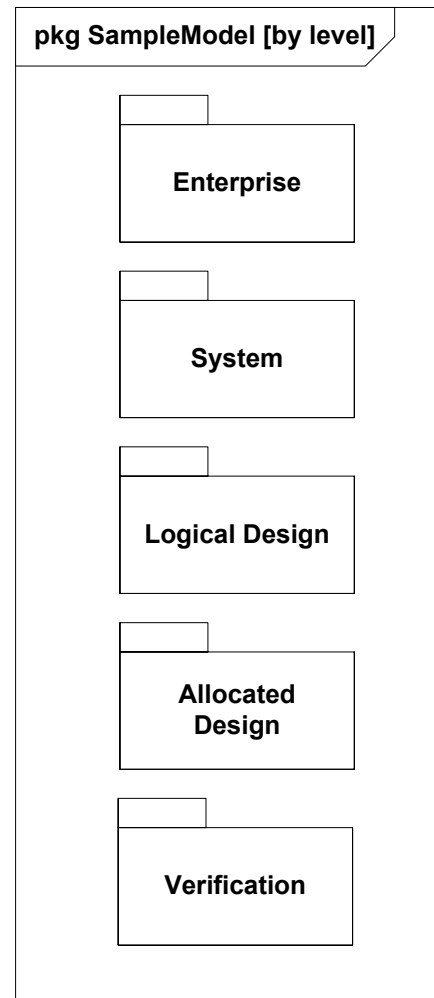 pkg SampleModel [by level]
Enterprise
System
Logical Design
Allocated
Design
Verification